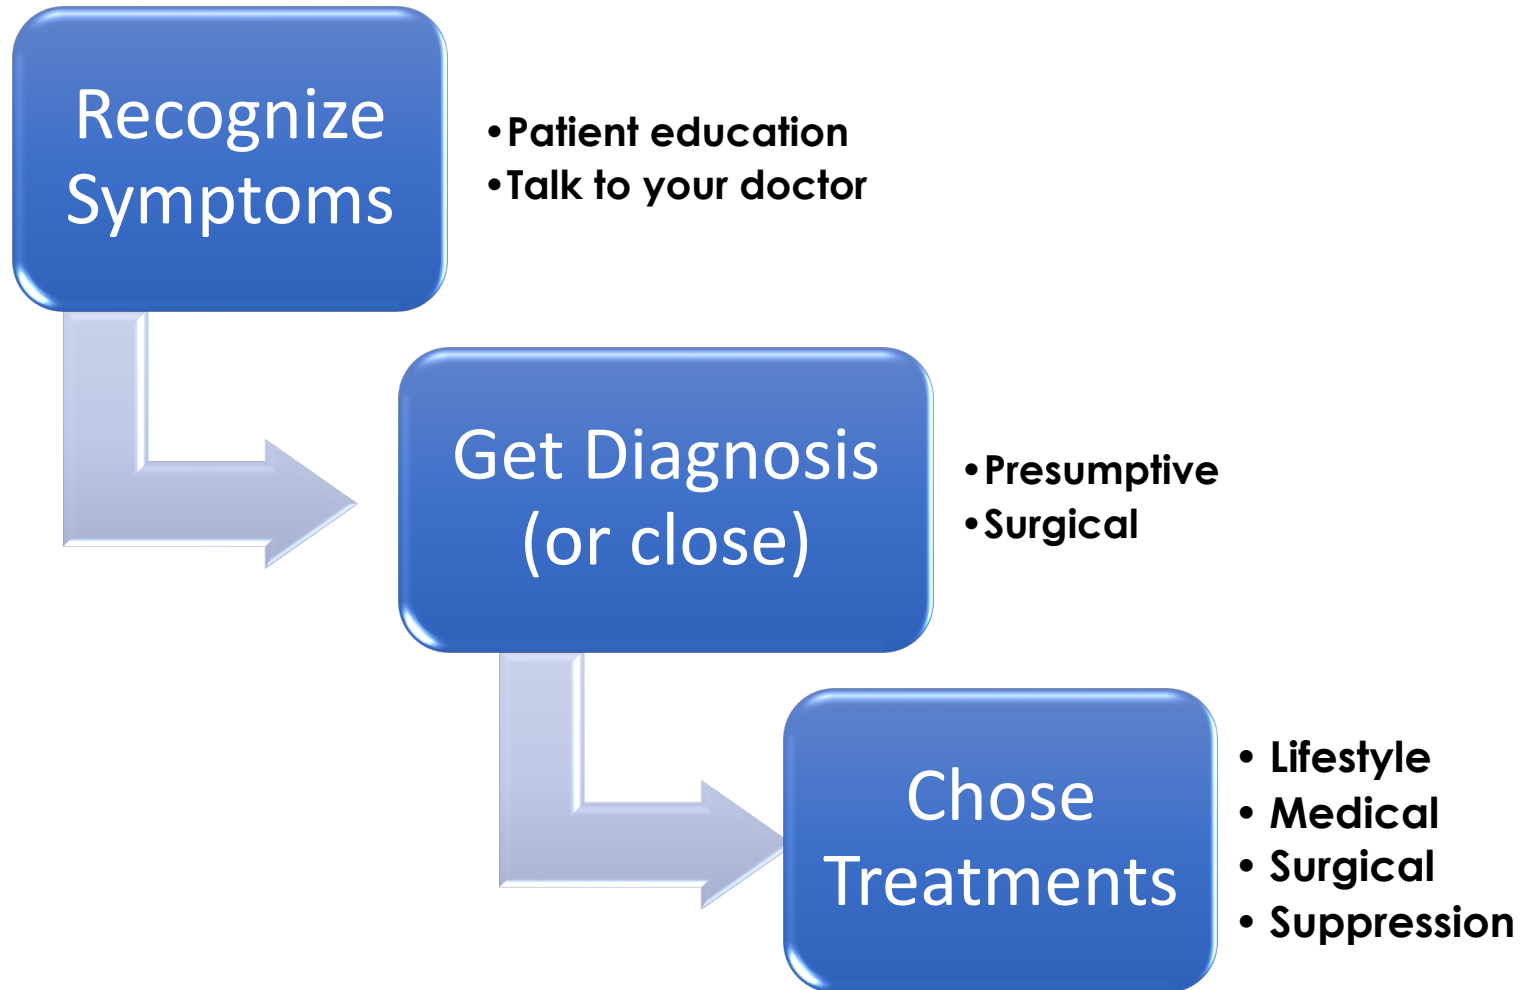 Recognize
Symptoms
•Patient education
•Talk to your doctor
Get Diagnosis
(or close)
•Presumptive
•Surgical
Chose
Treatments
• Lifestyle
• Medical
• Surgical
• Suppression